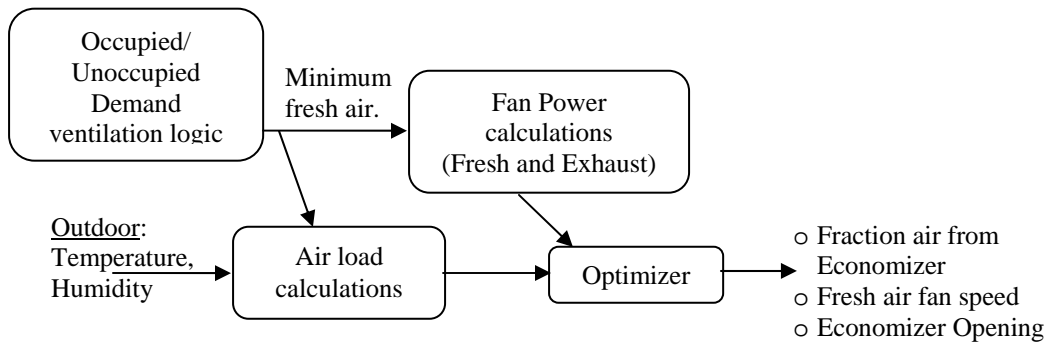 Occupied/
Unoccupied
Demand
ventilation logic
Minimum
fresh air.
Fan Power
calculations
(Fresh and Exhaust)
Outdoor:
Temperature,
Humidity
Air load
calculations
Optimizer
o Fraction air from
Economizer
o Fresh air fan speed
o Economizer Opening